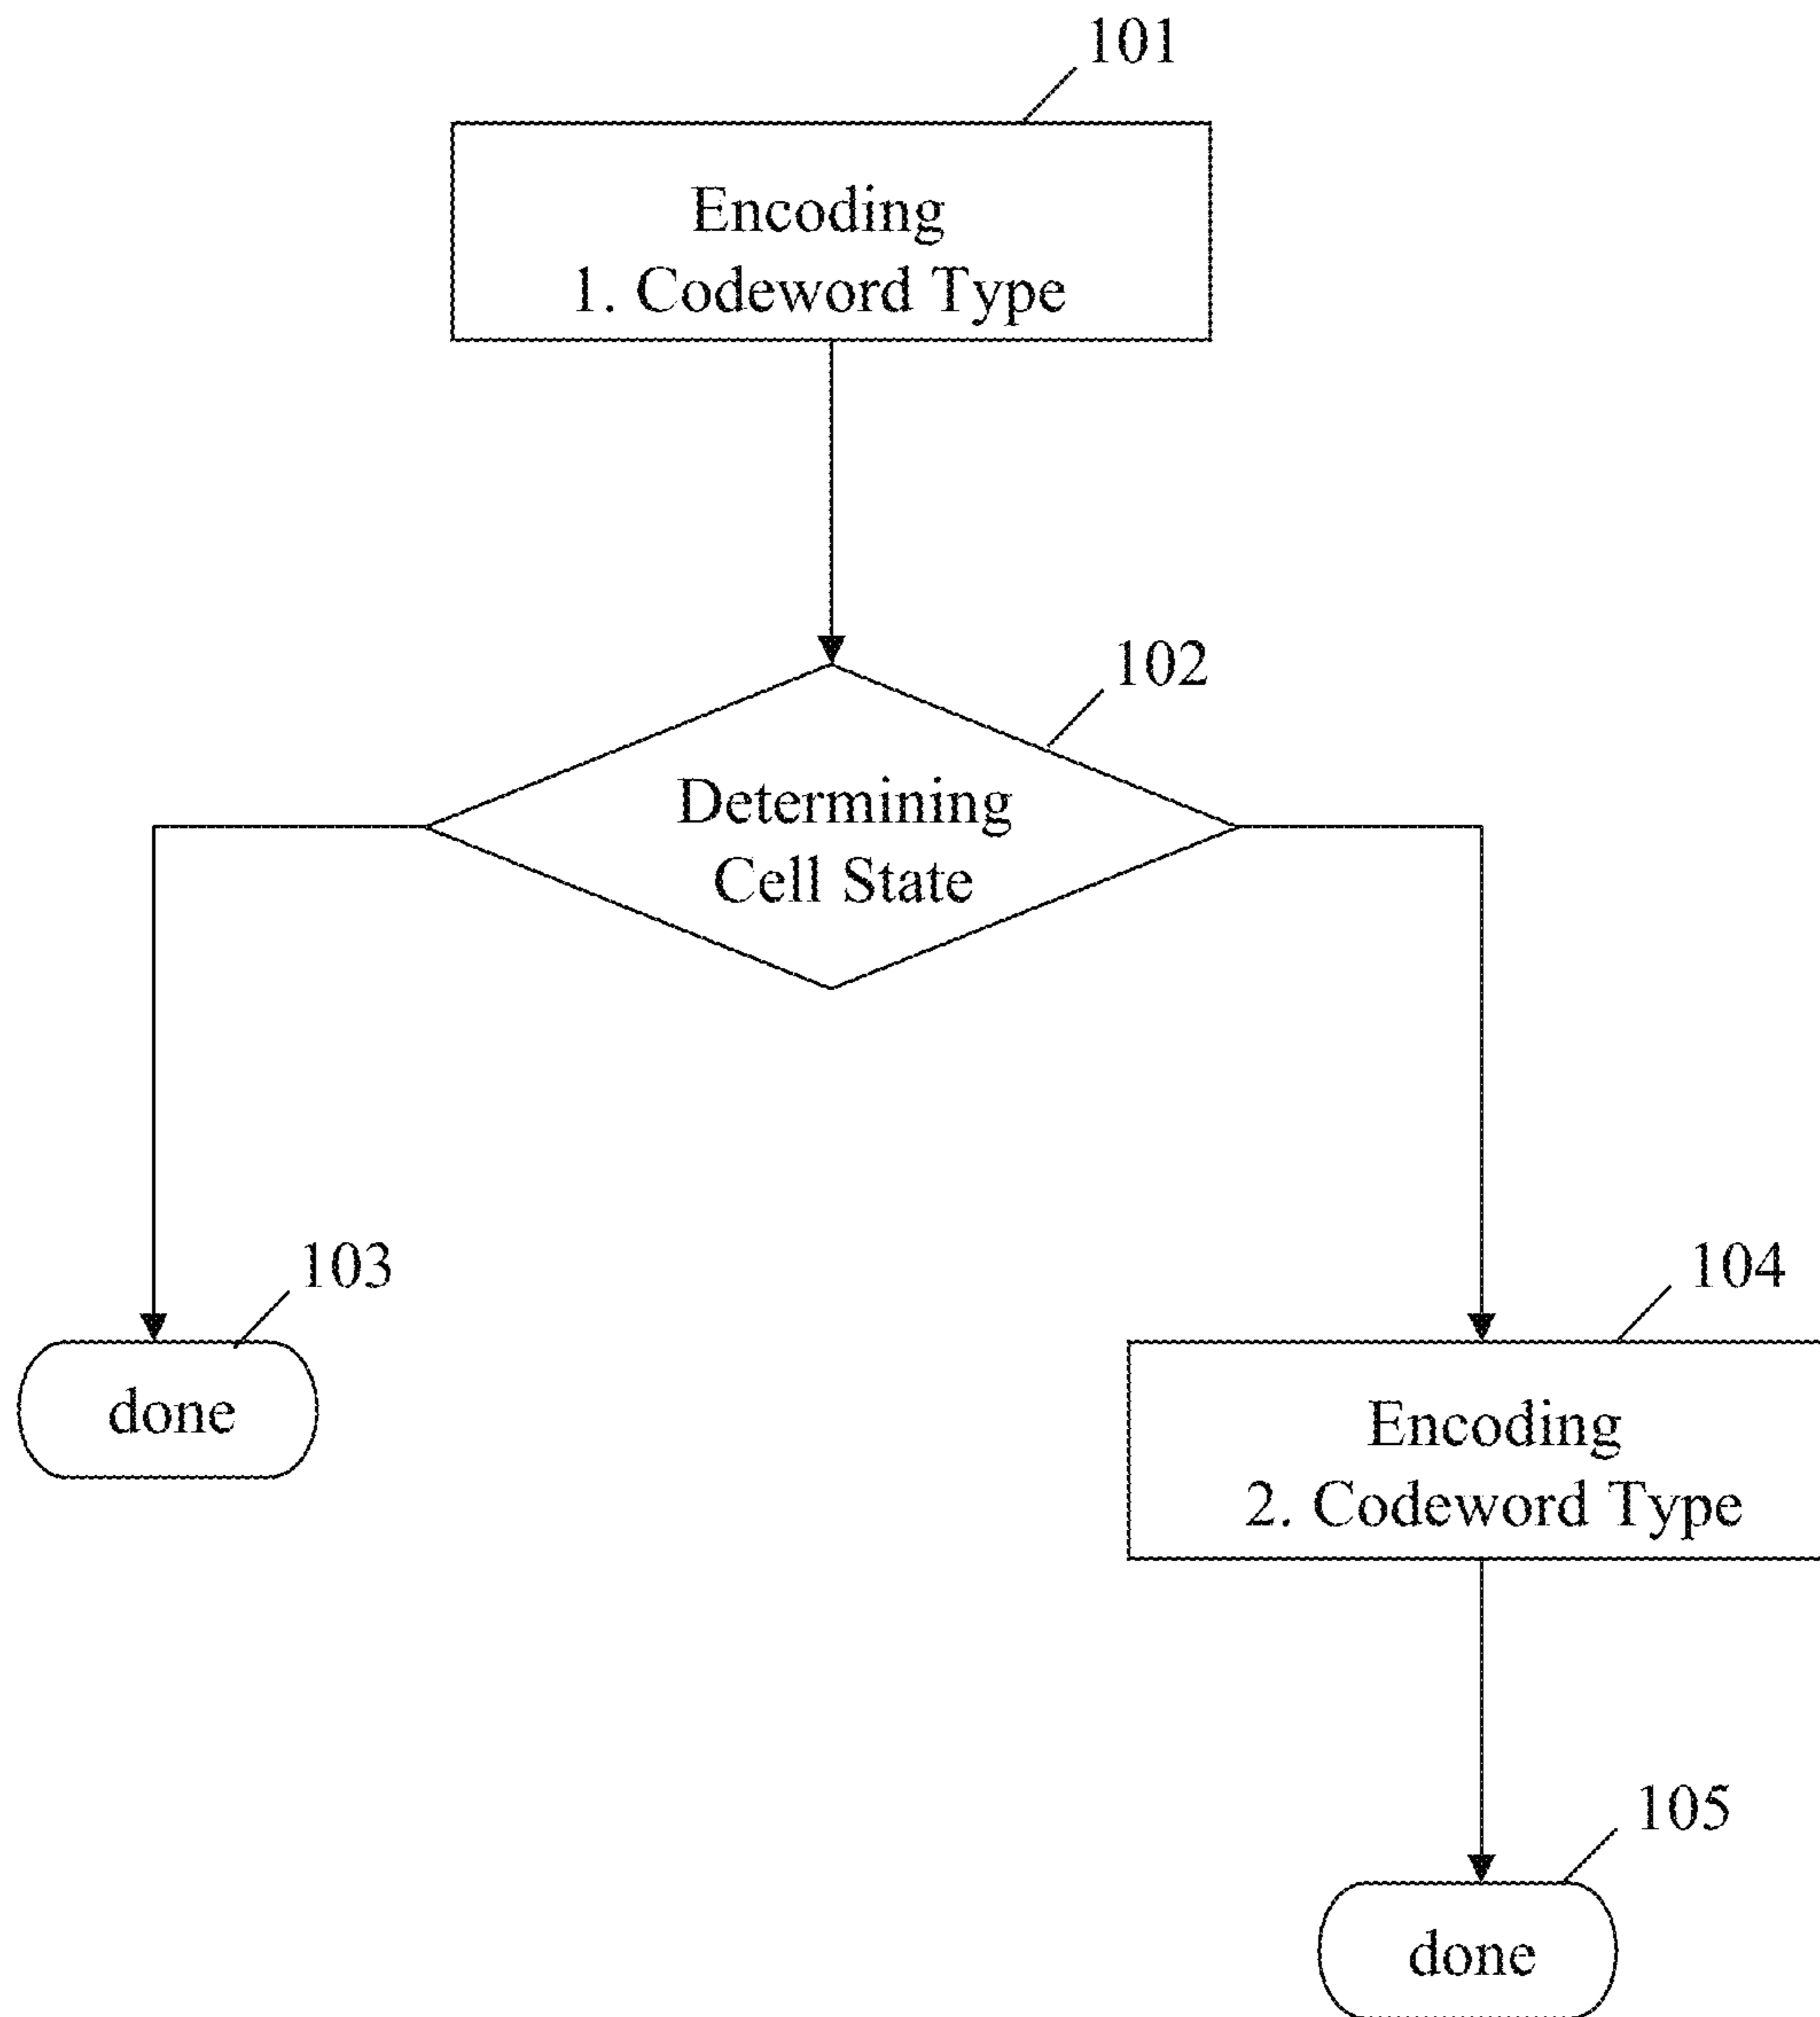 101
Encoding
1. Codeword Type
102
Determining
Cell State
103
done
104
Encoding
2. Codeword Type
105
done